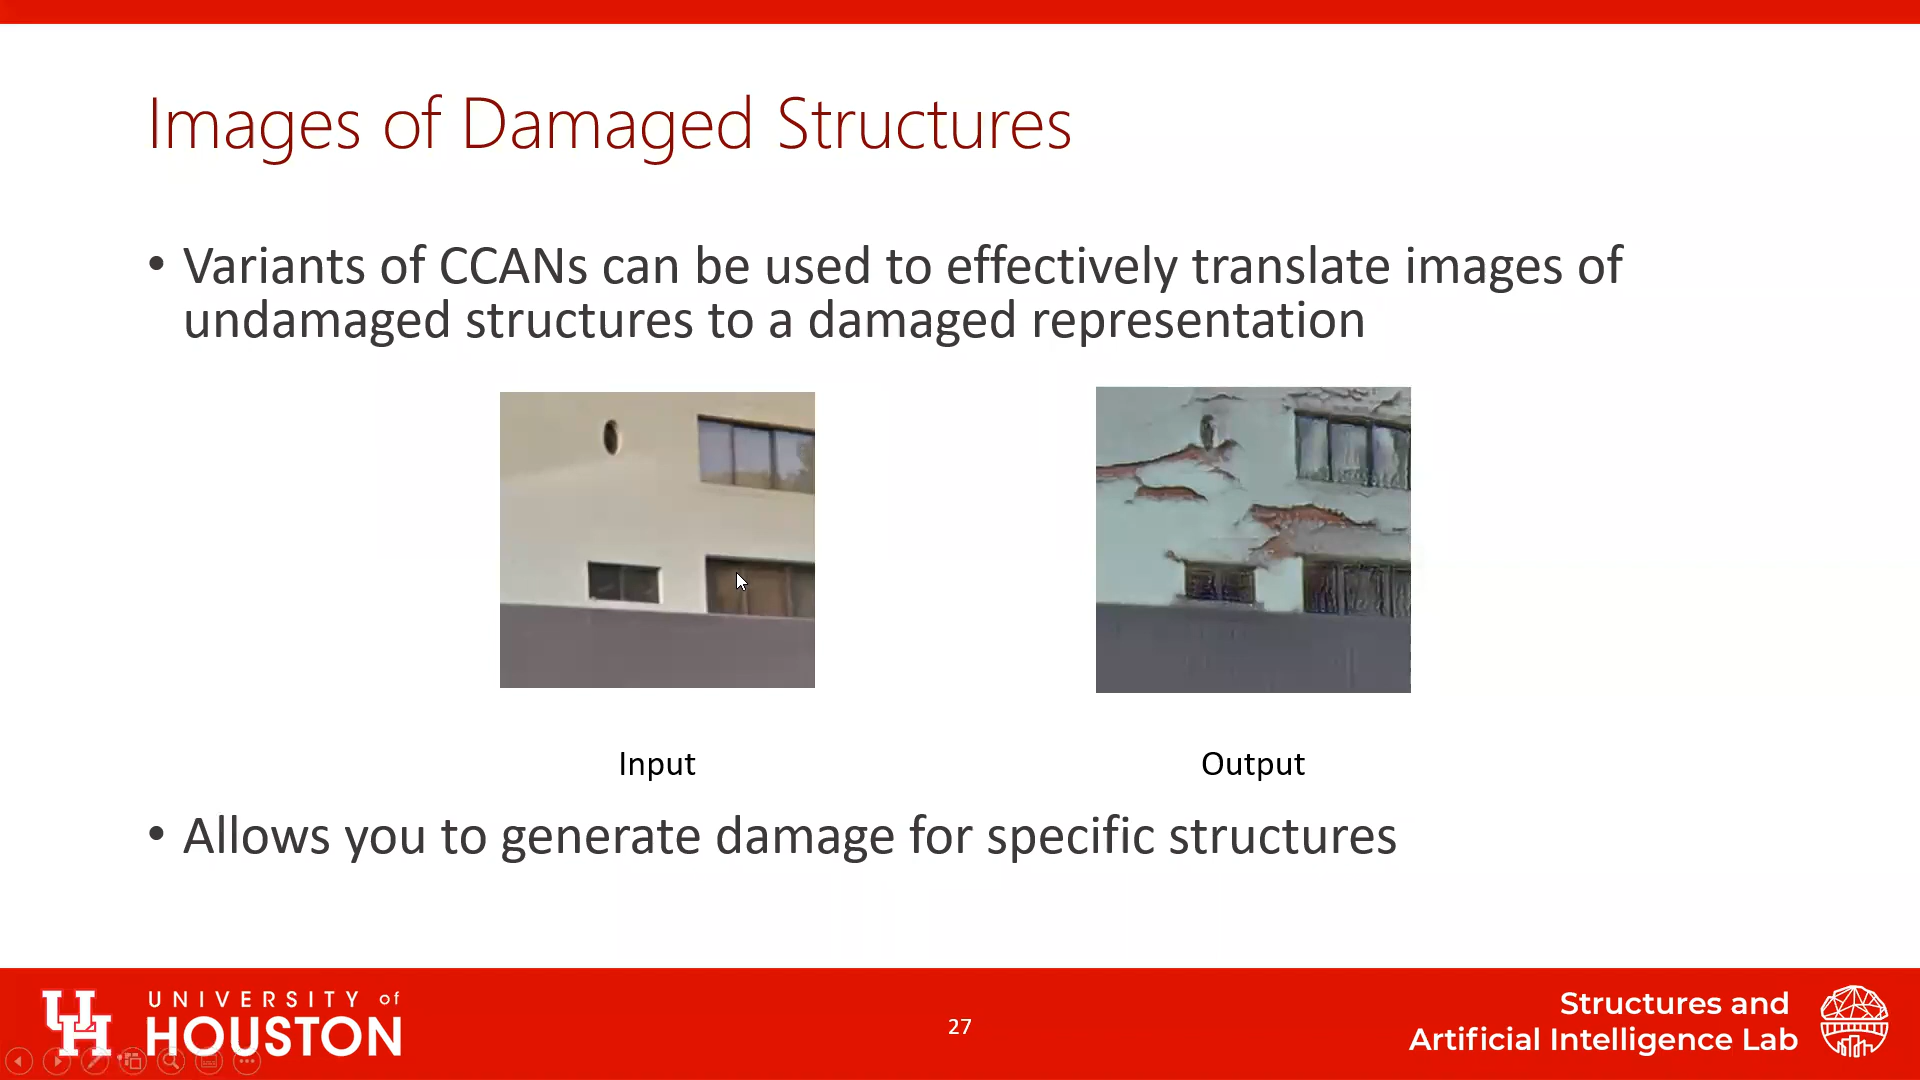 Images of Damaged Structures
• Variants of CCANs can be used to effectively translate images of
undamaged structures to a damaged representation
Input
Output
• Allows you to generate damage for specific structures
UNIVERSITY of
HOUSTON
27
Structures and
Artificial Intelligence Lab